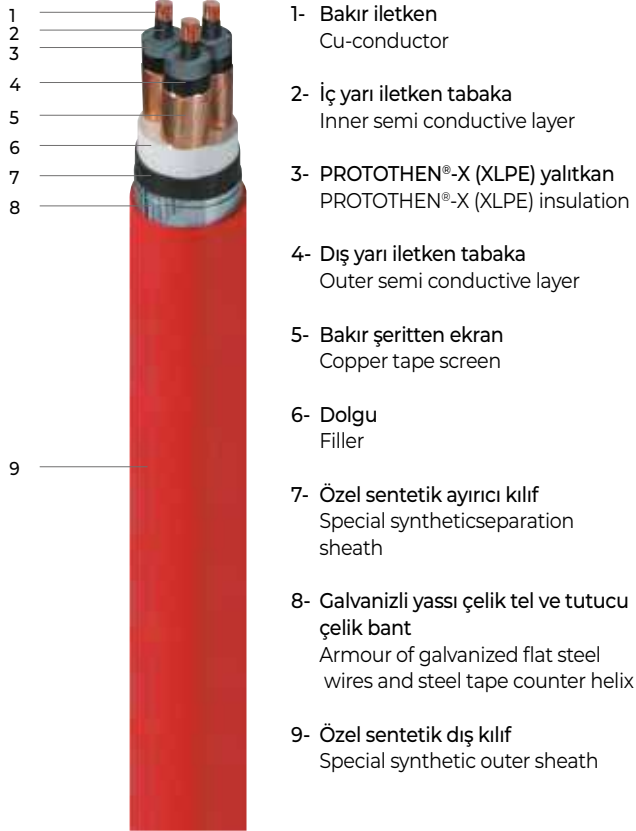 1
2
3
4
5
6
7
8
9
1- Bakır iletken
Cu-conductor
2- İç yarı iletken tabaka
Inner semi conductive layer
3- PROTOTHEN®-X (XLPE) yalıtkan
PROTOTHEN®-X (XLPE) insulation
4- Dış yarı iletken tabaka
Outer semi conductive layer
5- Bakır şeritten ekran
Copper tape screen
6- Dolgu
Filler
7- Özel sentetik ayırıcı kılıf
Special syntheticseparation
sheath
8- Galvanizli yassı çelik tel ve tutucu
çelik bant
Armour of galvanized flat steel
wires and steel tape counter helix
9- Özel sentetik dış kılıf
Special synthetic outer sheath